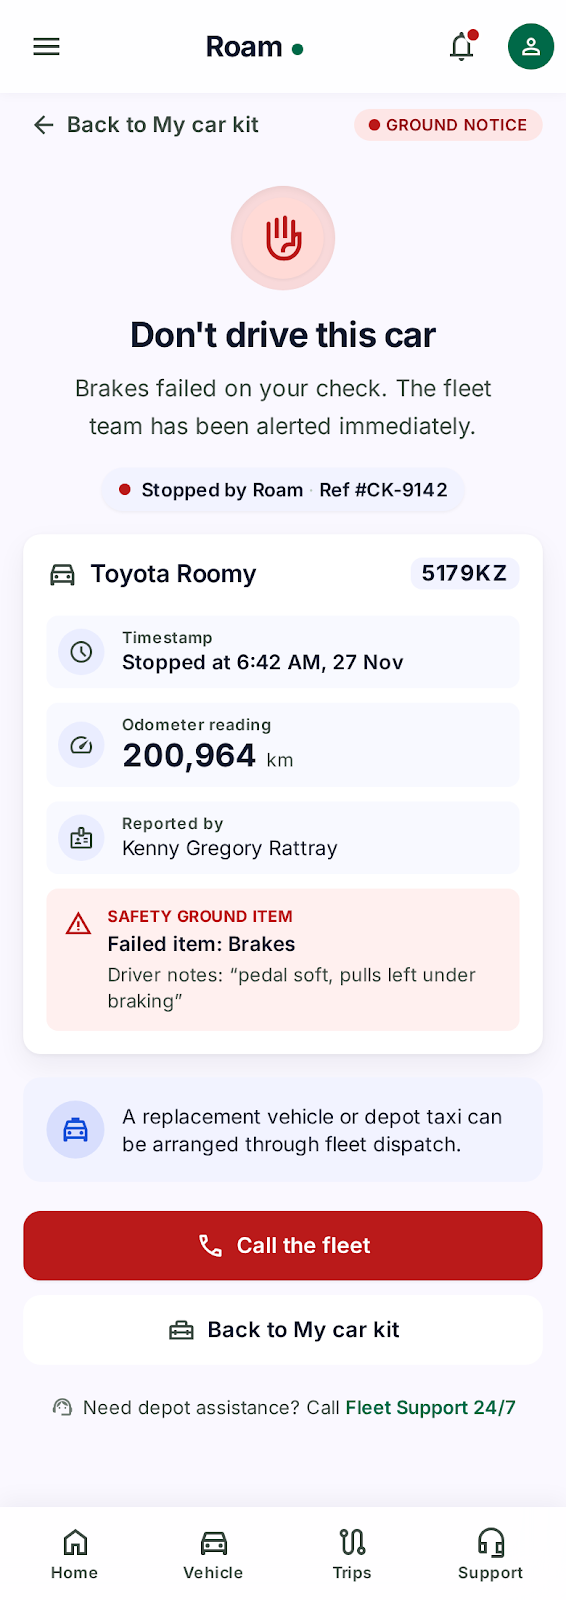 Roam
Back to My car kit
GROUND NOTICE
Don't drive this car
Brakes failed on your check. The fleet
team has been alerted immediately.
Stopped by Roam · Ref #CK-9142
Toyota Roomy
5179KZ
Timestamp
Stopped at 6:42 AM, 27 Nov
Odometer reading
200,964 km
Reported by
Kenny Gregory Rattray
SAFETY GROUND ITEM
Failed item: Brakes
Driver notes: “pedal soft, pulls left under
braking”
A replacement vehicle or depot taxi can
be arranged through fleet dispatch.
Call the fleet
Back to My car kit
Need depot assistance? Call Fleet Support 24/7
Home
Vehicle
Trips
Support